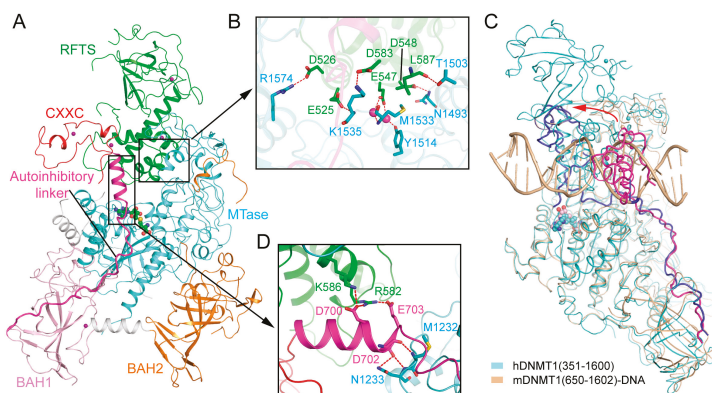 A
RFTS
CXXC
Autoinhibitory
linker
MTase
BAH1
BAH2
B
D548
D526
D583
L587
T1503
R1574
E547
E525
M1533
N1493
K1535
Y1514
D
K586
R582
D700
E703
M1232
D702
N1233
C
hDNMT1(351-1600)
mDNMT1(650-1602)-DNA